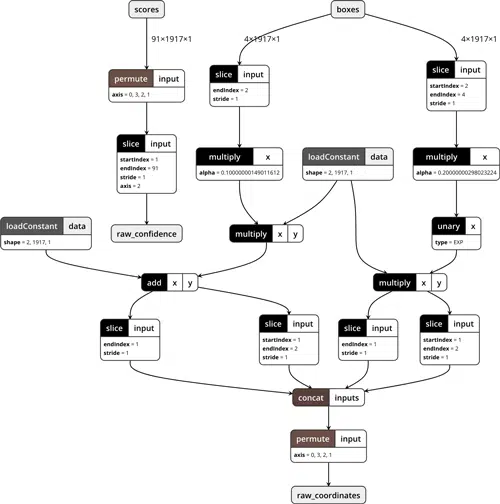 scores
boxes
91×1917×1
4×1917×1
4×1917×1
permute input
axis = 0, 3, 2, 1
slice input
endIndex = 2
stride = 1
slice input
startIndex = 2
endIndex = 4
stride = 1
slice input
startIndex = 1
endIndex = 91
stride = 1
axis = 2
multiply x
alpha = 0.10000000149011612
loadConstant data
shape = 2, 1917, 1
multiply x
alpha = 0.20000000298023224
loadConstant data
shape = 2, 1917, 1
raw_confidence
multiply x y
unary x
type = EXP
add x y
multiply x y
slice input
endIndex = 1
stride = 1
slice input
startIndex = 1
endIndex = 2
stride = 1
slice input
endIndex = 1
stride = 1
slice input
startIndex = 1
endIndex = 2
stride = 1
concat inputs
permute input
axis = 0, 3, 2, 1
raw_coordinates